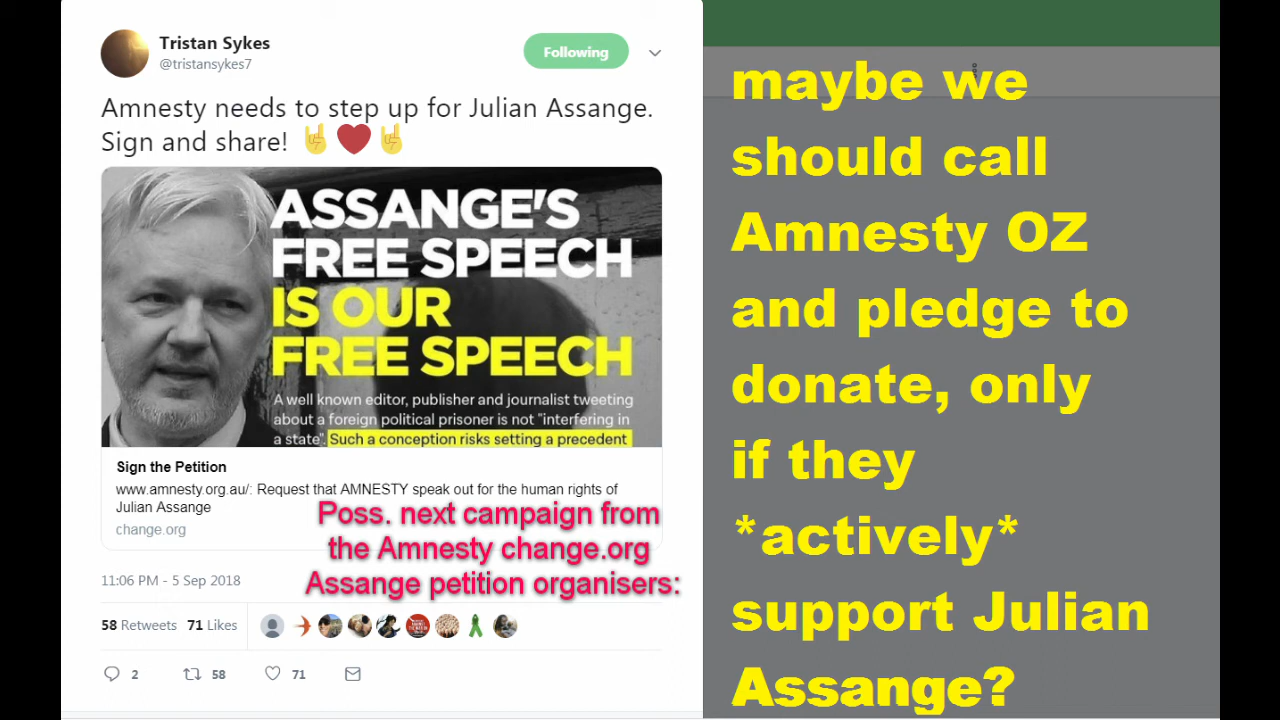 Tristan Sykes
@tristansykes7
Following
Amnesty needs to step up for Julian Assange.
Sign and share! 🤘❤️🤘
ASSANGE'S
FREE SPEECH
IS OUR
FREE SPEECH
A well known editor, publisher and journalist tweeting
about a foreign political prisoner is not "interfering in
a state". Such a conception risks setting a precedent
Sign the Petition
www.amnesty.org.au/: Request that AMNESTY speak out for the human rights of
Julian Assange
change.org
Poss. next campaign from
the Amnesty change.org
Assange petition organisers:
11:06 PM - 5 Sep 2018
58 Retweets 71 Likes
2 58 71
maybe we
should call
Amnesty OZ
and pledge to
donate, only
if they
*actively*
support Julian
Assange?